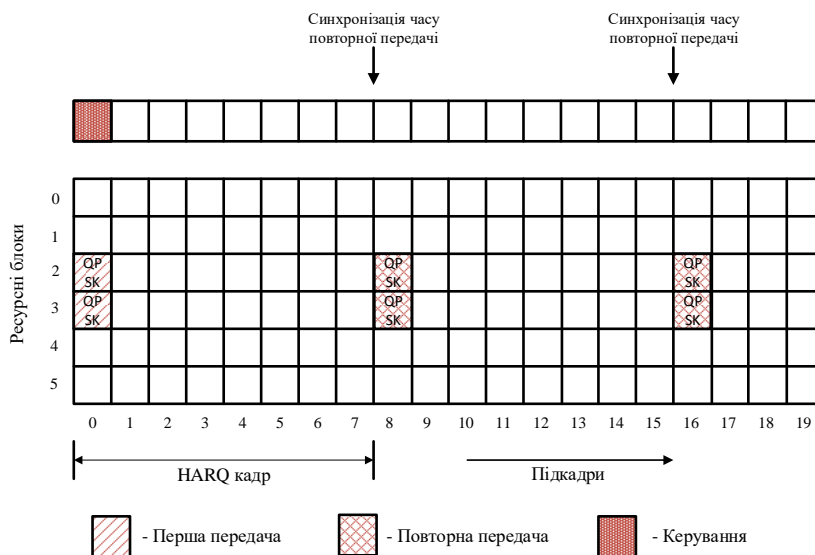 Синхронізація часу
повторної передачі
Синхронізація часу
повторної передачі
Ресурсні блоки
0
1
2
3
4
5
QP
SK
QP
SK
QP
SK
QP
SK
QP
SK
QP
SK
0 1 2 3 4 5 6 7 8 9 10 11 12 13 14 15 16 17 18 19
HARQ кадр
Підкадри
- Перша передача
- Повторна передача
- Керування